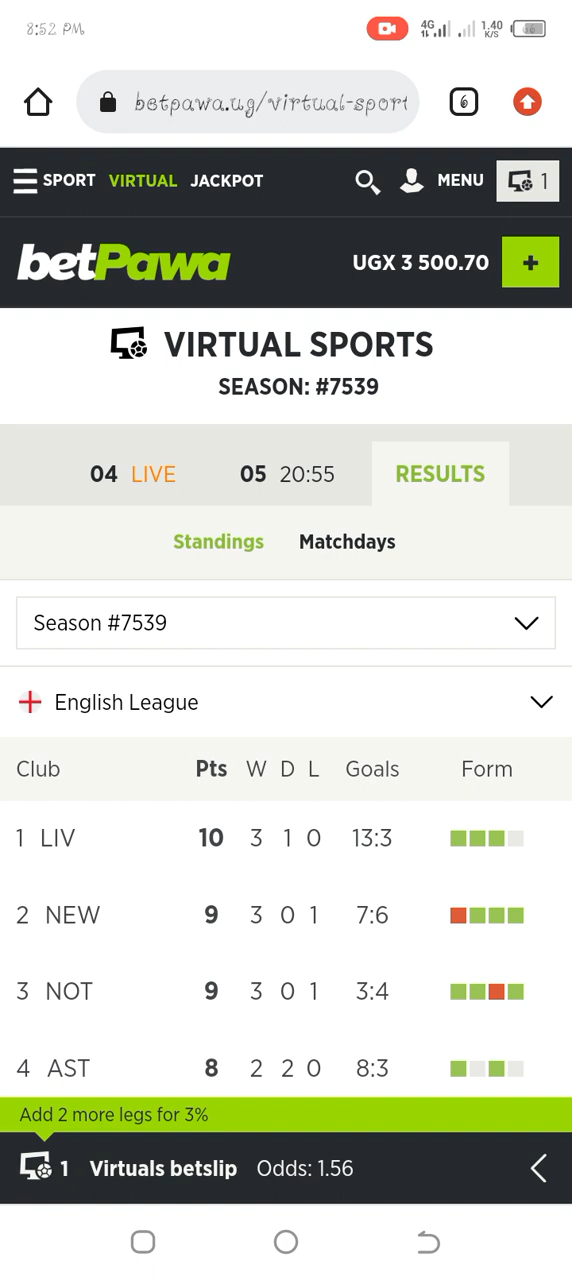 8:52 PM
4G 1.40 K/S
betpawa.ug/virtual-sport
6
SPORT VIRTUAL JACKPOT MENU 1
betPawa UGX 3 500.70 +
VIRTUAL SPORTS
SEASON: #7539
04 LIVE 05 20:55 RESULTS
Standings Matchdays
Season #7539
English League
Club Pts W D L Goals Form
1 LIV 10 3 1 0 13:3
2 NEW 9 3 0 1 7:6
3 NOT 9 3 0 1 3:4
4 AST 8 2 2 0 8:3
Add 2 more legs for 3%
1 Virtuals betslip Odds: 1.56